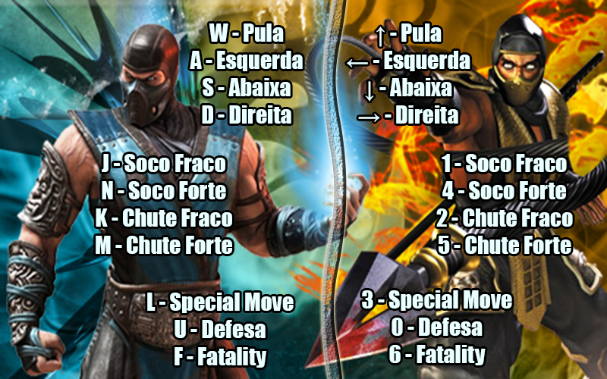 W - Pula
A - Esquerda
S - Abaixa
D - Direita
J - Soco Fraco
N - Soco Forte
K - Chute Fraco
M - Chute Forte
L - Special Move
U - Defesa
F - Fatality
↑ - Pula
← - Esquerda
↓ - Abaixa
→ - Direita
1 - Soco Fraco
4 - Soco Forte
2 - Chute Fraco
5 - Chute Forte
3 - Special Move
0 - Defesa
6 - Fatality